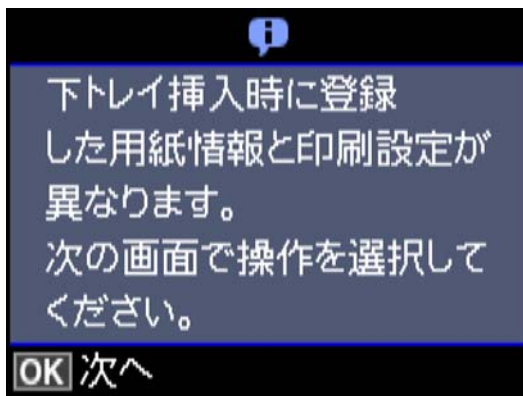 下トレイ挿入時に登録
した用紙情報と印刷設定が
異なります。
次の画面で操作を選択して
ください。
OK 次へ